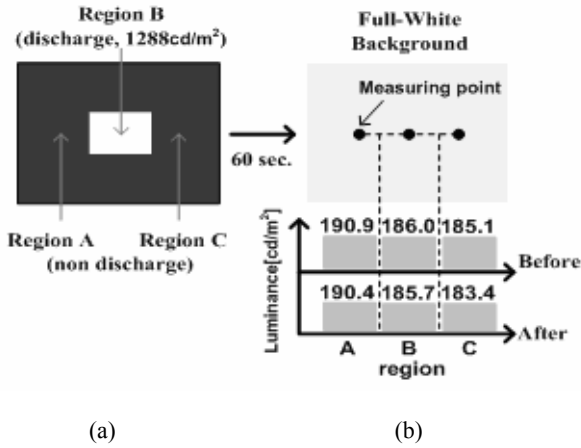 Region B
(discharge, 1288cd/m²)
Region A
Region C
(non discharge)
60 sec.
Full-White
Background
Measuring point
Luminance[cd/m²]
190.9 186.0 185.1
Before
190.4 185.7 183.4
After
A B C
region
(a)
(b)